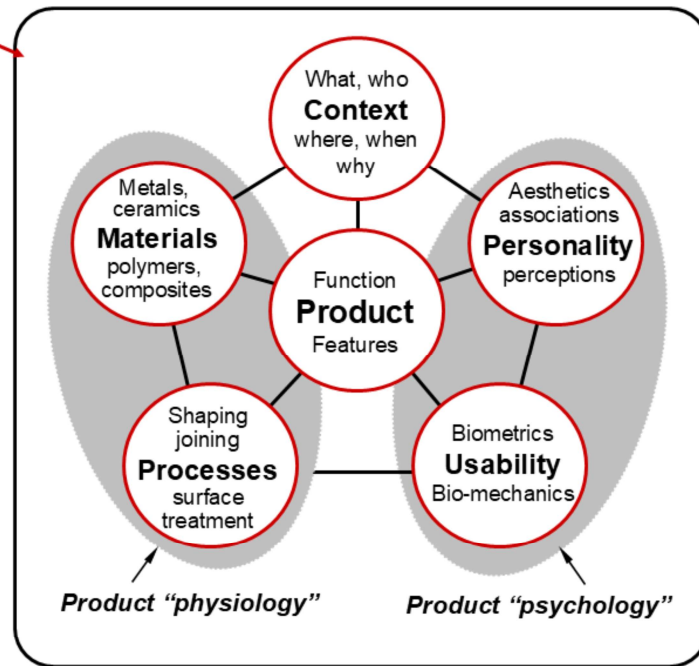 What, who
Context
where, when
why
Metals,
ceramics
Materials
polymers,
composites
Aesthetics
associations
Personality
perceptions
Function
Product
Features
Shaping
joining
Processes
surface
treatment
Biometrics
Usability
Bio-mechanics
Product “physiology”
Product “psychology”